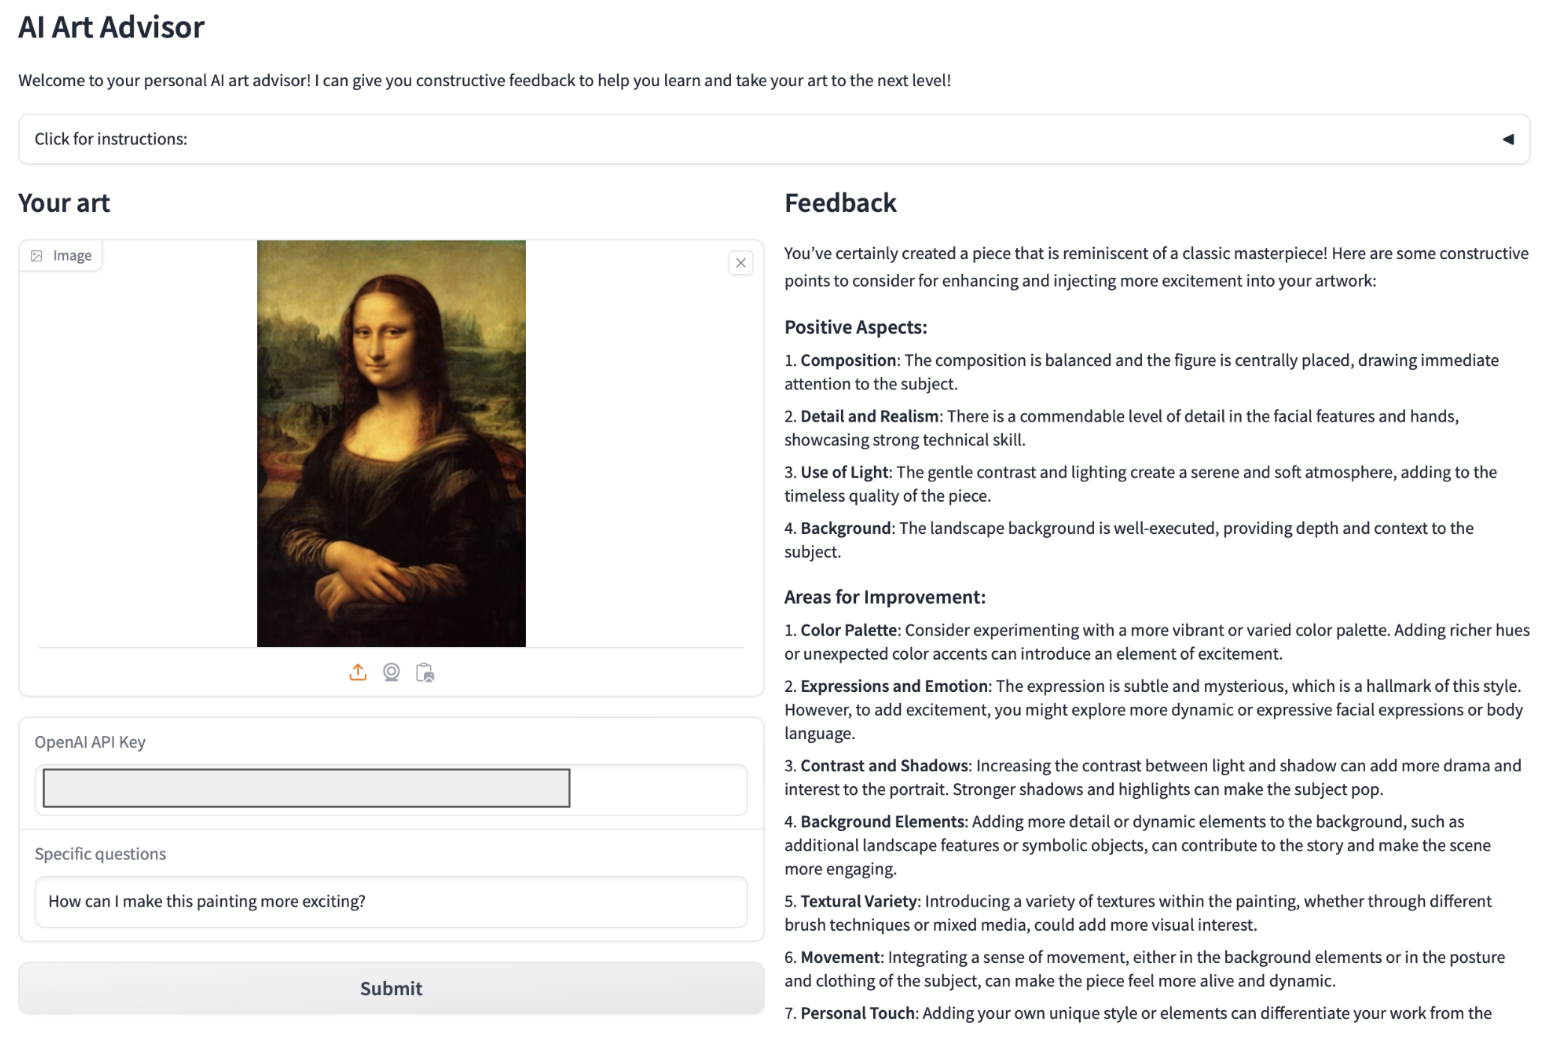 AI Art Advisor
Welcome to your personal AI art advisor! I can give you constructive feedback to help you learn and take your art to the next level!
Click for instructions:
Your art
Image
OpenAI API Key
Specific questions
How can I make this painting more exciting?
Submit
Feedback
You've certainly created a piece that is reminiscent of a classic masterpiece! Here are some constructive
points to consider for enhancing and injecting more excitement into your artwork:
Positive Aspects:
1. Composition: The composition is balanced and the figure is centrally placed, drawing immediate
attention to the subject.
2. Detail and Realism: There is a commendable level of detail in the facial features and hands,
showcasing strong technical skill.
3. Use of Light: The gentle contrast and lighting create a serene and soft atmosphere, adding to the
timeless quality of the piece.
4. Background: The landscape background is well-executed, providing depth and context to the
subject.
Areas for Improvement:
1. Color Palette: Consider experimenting with a more vibrant or varied color palette. Adding richer hues
or unexpected color accents can introduce an element of excitement.
2. Expressions and Emotion: The expression is subtle and mysterious, which is a hallmark of this style.
However, to add excitement, you might explore more dynamic or expressive facial expressions or body
language.
3. Contrast and Shadows: Increasing the contrast between light and shadow can add more drama and
interest to the portrait. Stronger shadows and highlights can make the subject pop.
4. Background Elements: Adding more detail or dynamic elements to the background, such as
additional landscape features or symbolic objects, can contribute to the story and make the scene
more engaging.
5. Textural Variety: Introducing a variety of textures within the painting, whether through different
brush techniques or mixed media, could add more visual interest.
6. Movement: Integrating a sense of movement, either in the background elements or in the posture
and clothing of the subject, can make the piece feel more alive and dynamic.
7. Personal Touch: Adding your own unique style or elements can differentiate your work from the